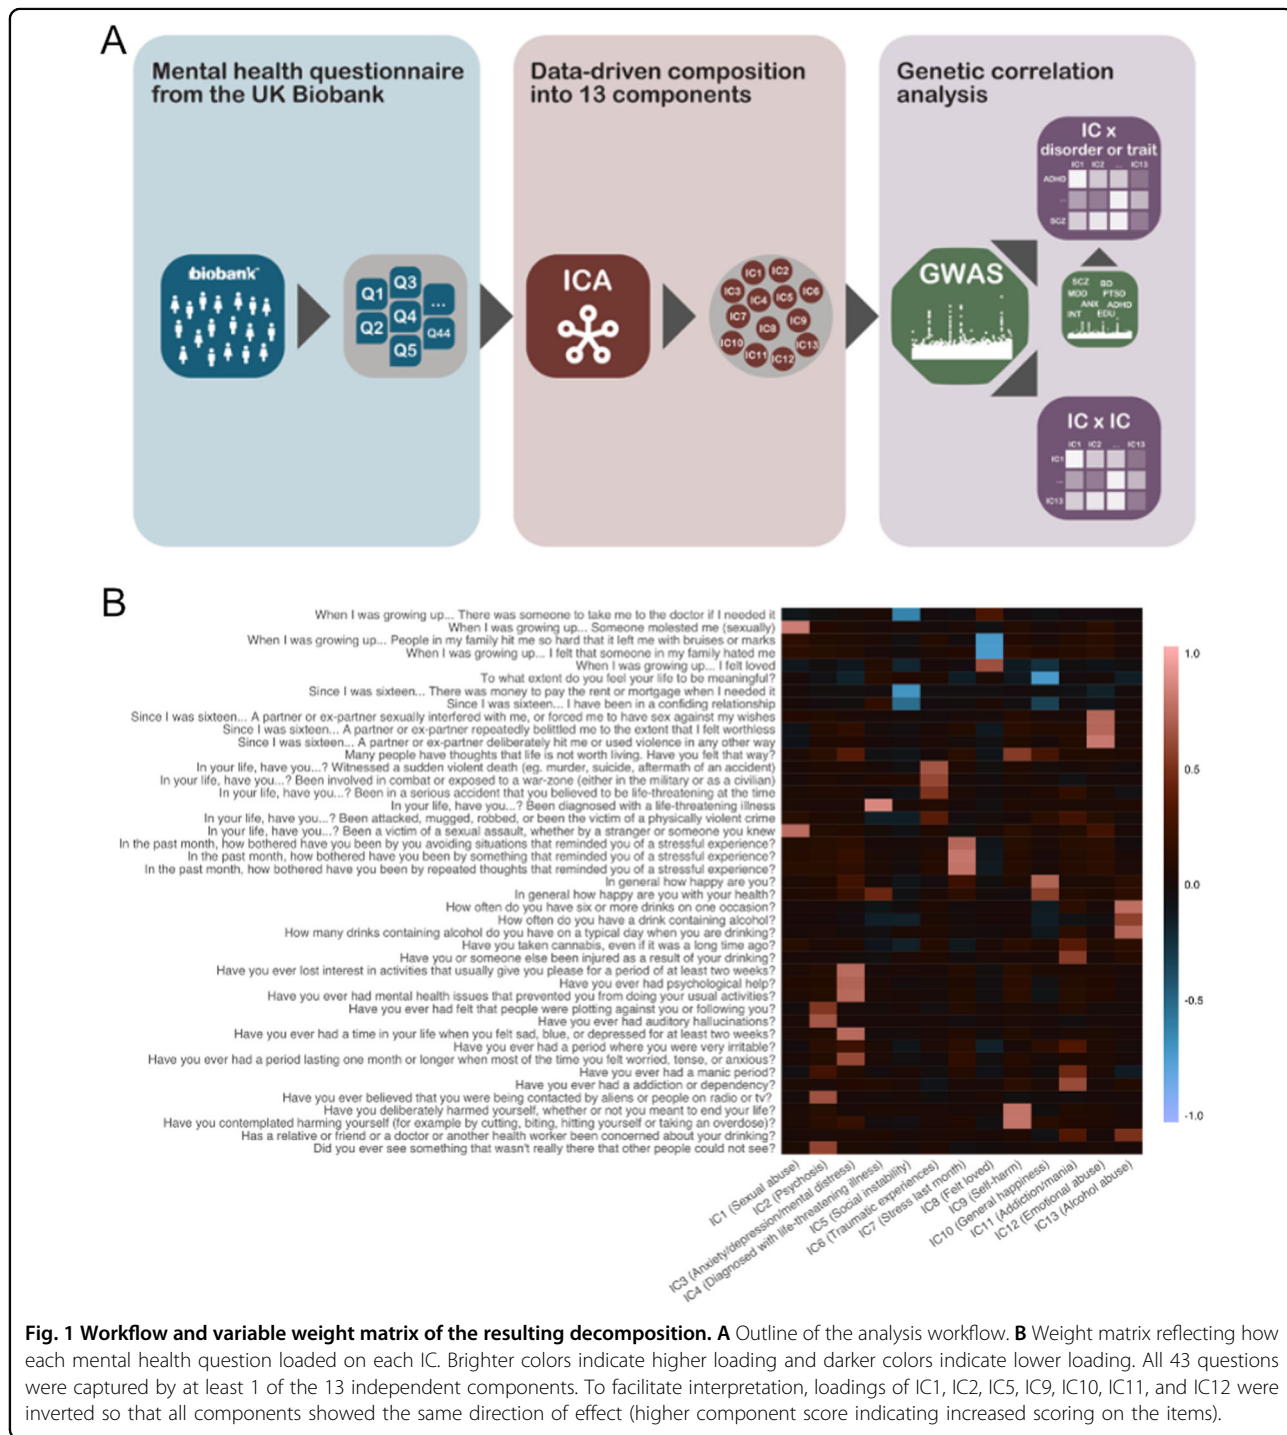 A
Mental health questionnaire
from the UK Biobank
biobank
Q1
Q2
Q3
Q4
Q5
...
Q44
Data-driven composition
into 13 components
ICA
IC1
IC2
IC3
IC4
IC5
IC6
IC7
IC8
IC9
IC10
IC11
IC12
IC13
Genetic correlation
analysis
GWAS
IC x
disorder or trait
IC1 IC2 ... IC13
ADHD
...
SCZ
SCZ BD
MDD PTSD
ANX ADHD
INT EDU
IC x IC
IC1 IC2 ... IC13
IC1
...
IC13
B
When I was growing up... There was someone to take me to the doctor if I needed it
When I was growing up... Someone molested me (sexually)
When I was growing up... People in my family hit me so hard that it left me with bruises or marks
When I was growing up... I felt that someone in my family hated me
When I was growing up... I felt loved
To what extent do you feel your life to be meaningful?
Since I was sixteen... There was money to pay the rent or mortgage when I needed it
Since I was sixteen... I have been in a confiding relationship
Since I was sixteen... A partner or ex-partner sexually interfered with me, or forced me to have sex against my wishes
Since I was sixteen... A partner or ex-partner repeatedly belittled me to the extent that I felt worthless
Since I was sixteen... A partner or ex-partner deliberately hit me or used violence in any other way
Many people have thoughts that life is not worth living. Have you felt that way?
In your life, have you...? Witnessed a sudden violent death (eg. murder, suicide, aftermath of an accident)
In your life, have you...? Been involved in combat or exposed to a war-zone (either in the military or as a civilian)
In your life, have you...? Been in a serious accident that you believed to be life-threatening at the time
In your life, have you...? Been diagnosed with a life-threatening illness
In your life, have you...? Been attacked, mugged, robbed, or been the victim of a physically violent crime
In your life, have you...? Been a victim of a sexual assault, whether by a stranger or someone you knew
In the past month, how bothered have you been by you avoiding situations that reminded you of a stressful experience?
In the past month, how bothered have you been by something that reminded you of a stressful experience?
In the past month, how bothered have you been by repeated thoughts that reminded you of a stressful experience?
In general how happy are you?
In general how happy are you with your health?
How often do you have six or more drinks on one occasion?
How often do you have a drink containing alcohol?
How many drinks containing alcohol do you have on a typical day when you are drinking?
Have you taken cannabis, even if it was a long time ago?
Have you or someone else been injured as a result of your drinking?
Have you ever lost interest in activities that usually give you please for a period of at least two weeks?
Have you ever had psychological help?
Have you ever had mental health issues that prevented you from doing your usual activities?
Have you ever had felt that people were plotting against you or following you?
Have you ever had auditory hallucinations?
Have you ever had a time in your life when you felt sad, blue, or depressed for at least two weeks?
Have you ever had a period where you were very irritable?
Have you ever had a period lasting one month or longer when most of the time you felt worried, tense, or anxious?
Have you ever had a manic period?
Have you ever had a addiction or dependency?
Have you ever believed that you were being contacted by aliens or people on radio or tv?
Have you deliberately harmed yourself, whether or not you meant to end your life?
Have you contemplated harming yourself (for example by cutting, biting, hitting yourself or taking an overdose)?
Has a relative or friend or a doctor or another health worker been concerned about your drinking?
Did you ever see something that wasn't really there that other people could not see?
1.0
0.5
0.0
-0.5
-1.0
IC1 (Sexual abuse)
IC2 (Psychosis)
IC3 (Anxiety/depression/mental distress)
IC4 (Diagnosed with life-threatening illness)
IC5 (Social instability)
IC6 (Traumatic experiences)
IC7 (Stress last month)
IC8 (Felt loved)
IC9 (Self-harm)
IC10 (General happiness)
IC11 (Addiction/mania)
IC12 (Emotional abuse)
IC13 (Alcohol abuse)
Fig. 1 Workflow and variable weight matrix of the resulting decomposition. A Outline of the analysis workflow. B Weight matrix reflecting how
each mental health question loaded on each IC. Brighter colors indicate higher loading and darker colors indicate lower loading. All 43 questions
were captured by at least 1 of the 13 independent components. To facilitate interpretation, loadings of IC1, IC2, IC5, IC9, IC10, IC11, and IC12 were
inverted so that all components showed the same direction of effect (higher component score indicating increased scoring on the items).